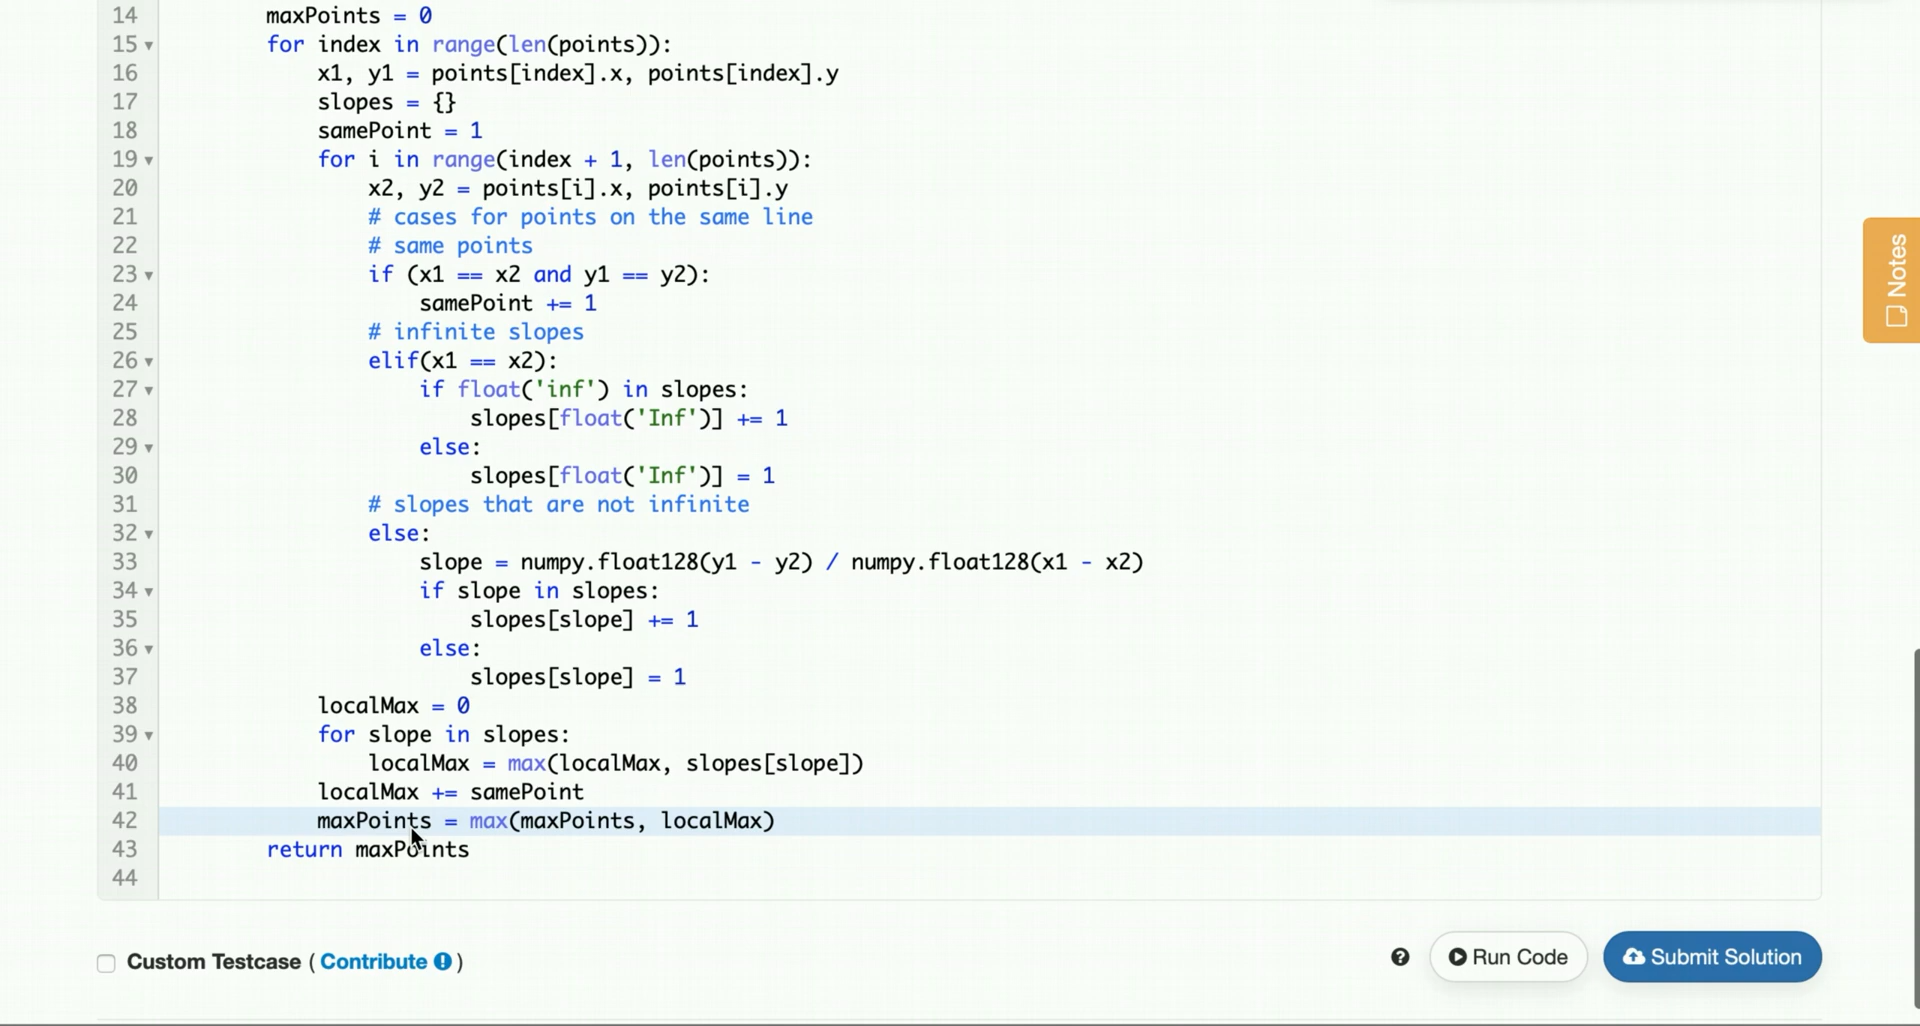 14 maxPoints = 0
15 for index in range(len(points)):
16 x1, y1 = points[index].x, points[index].y
17 slopes = {}
18 samePoint = 1
19 for i in range(index + 1, len(points)):
20 x2, y2 = points[i].x, points[i].y
21 # cases for points on the same line
22 # same points
23 if (x1 == x2 and y1 == y2):
24 samePoint += 1
25 # infinite slopes
26 elif(x1 == x2):
27 if float('inf') in slopes:
28 slopes[float('Inf')] += 1
29 else:
30 slopes[float('Inf')] = 1
31 # slopes that are not infinite
32 else:
33 slope = numpy.float128(y1 - y2) / numpy.float128(x1 - x2)
34 if slope in slopes:
35 slopes[slope] += 1
36 else:
37 slopes[slope] = 1
38 localMax = 0
39 for slope in slopes:
40 localMax = max(localMax, slopes[slope])
41 localMax += samePoint
42 maxPoints = max(maxPoints, localMax)
43 return maxPoints
44
Notes
Custom Testcase ( Contribute ! )
? Run Code Submit Solution